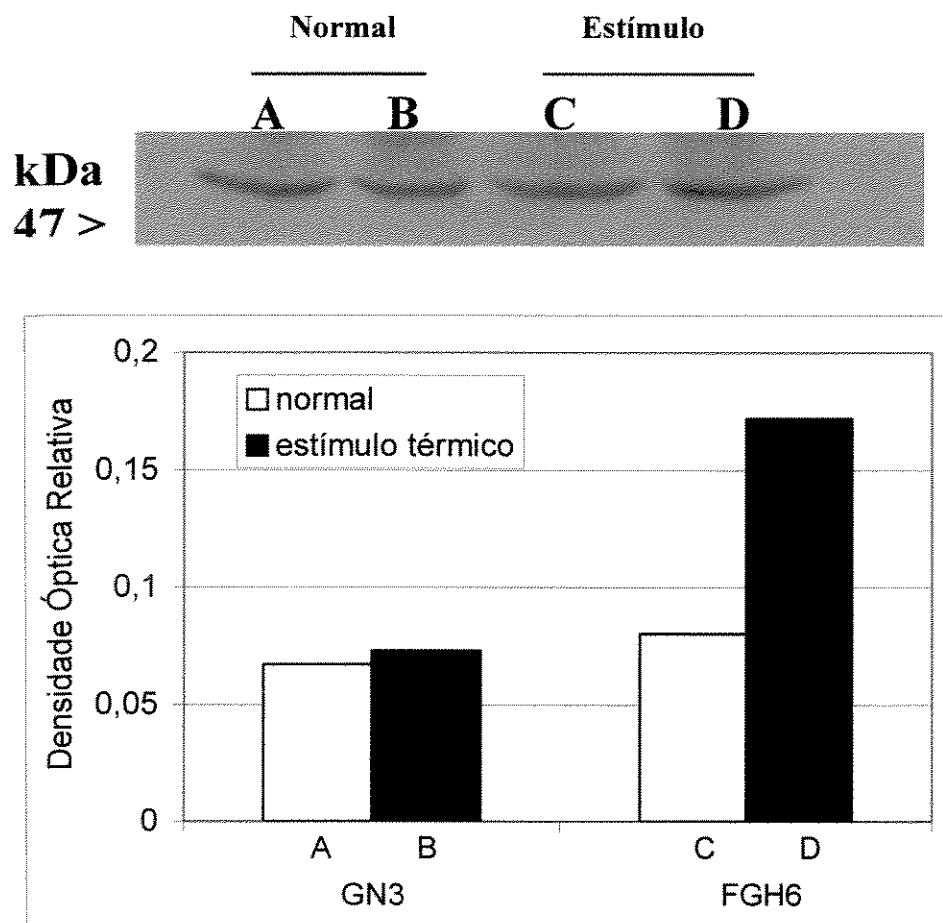 Normal Estímulo
A B C D
kDa
47 >
0,2
0,15
0,1
0,05
0
Densidade Óptica Relativa
normal
estímulo térmico
A B C D
GN3 FGH6